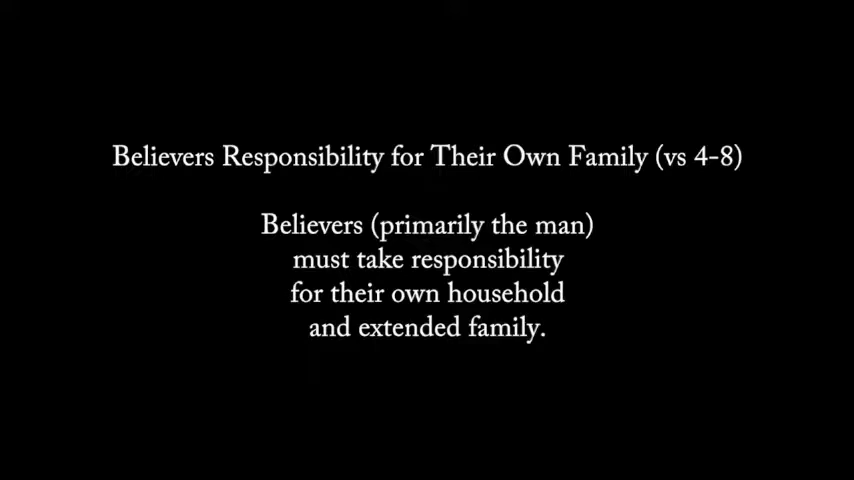 Believers Responsibility for Their Own Family (vs 4-8)
Believers (primarily the man)
must take responsibility
for their own household
and extended family.